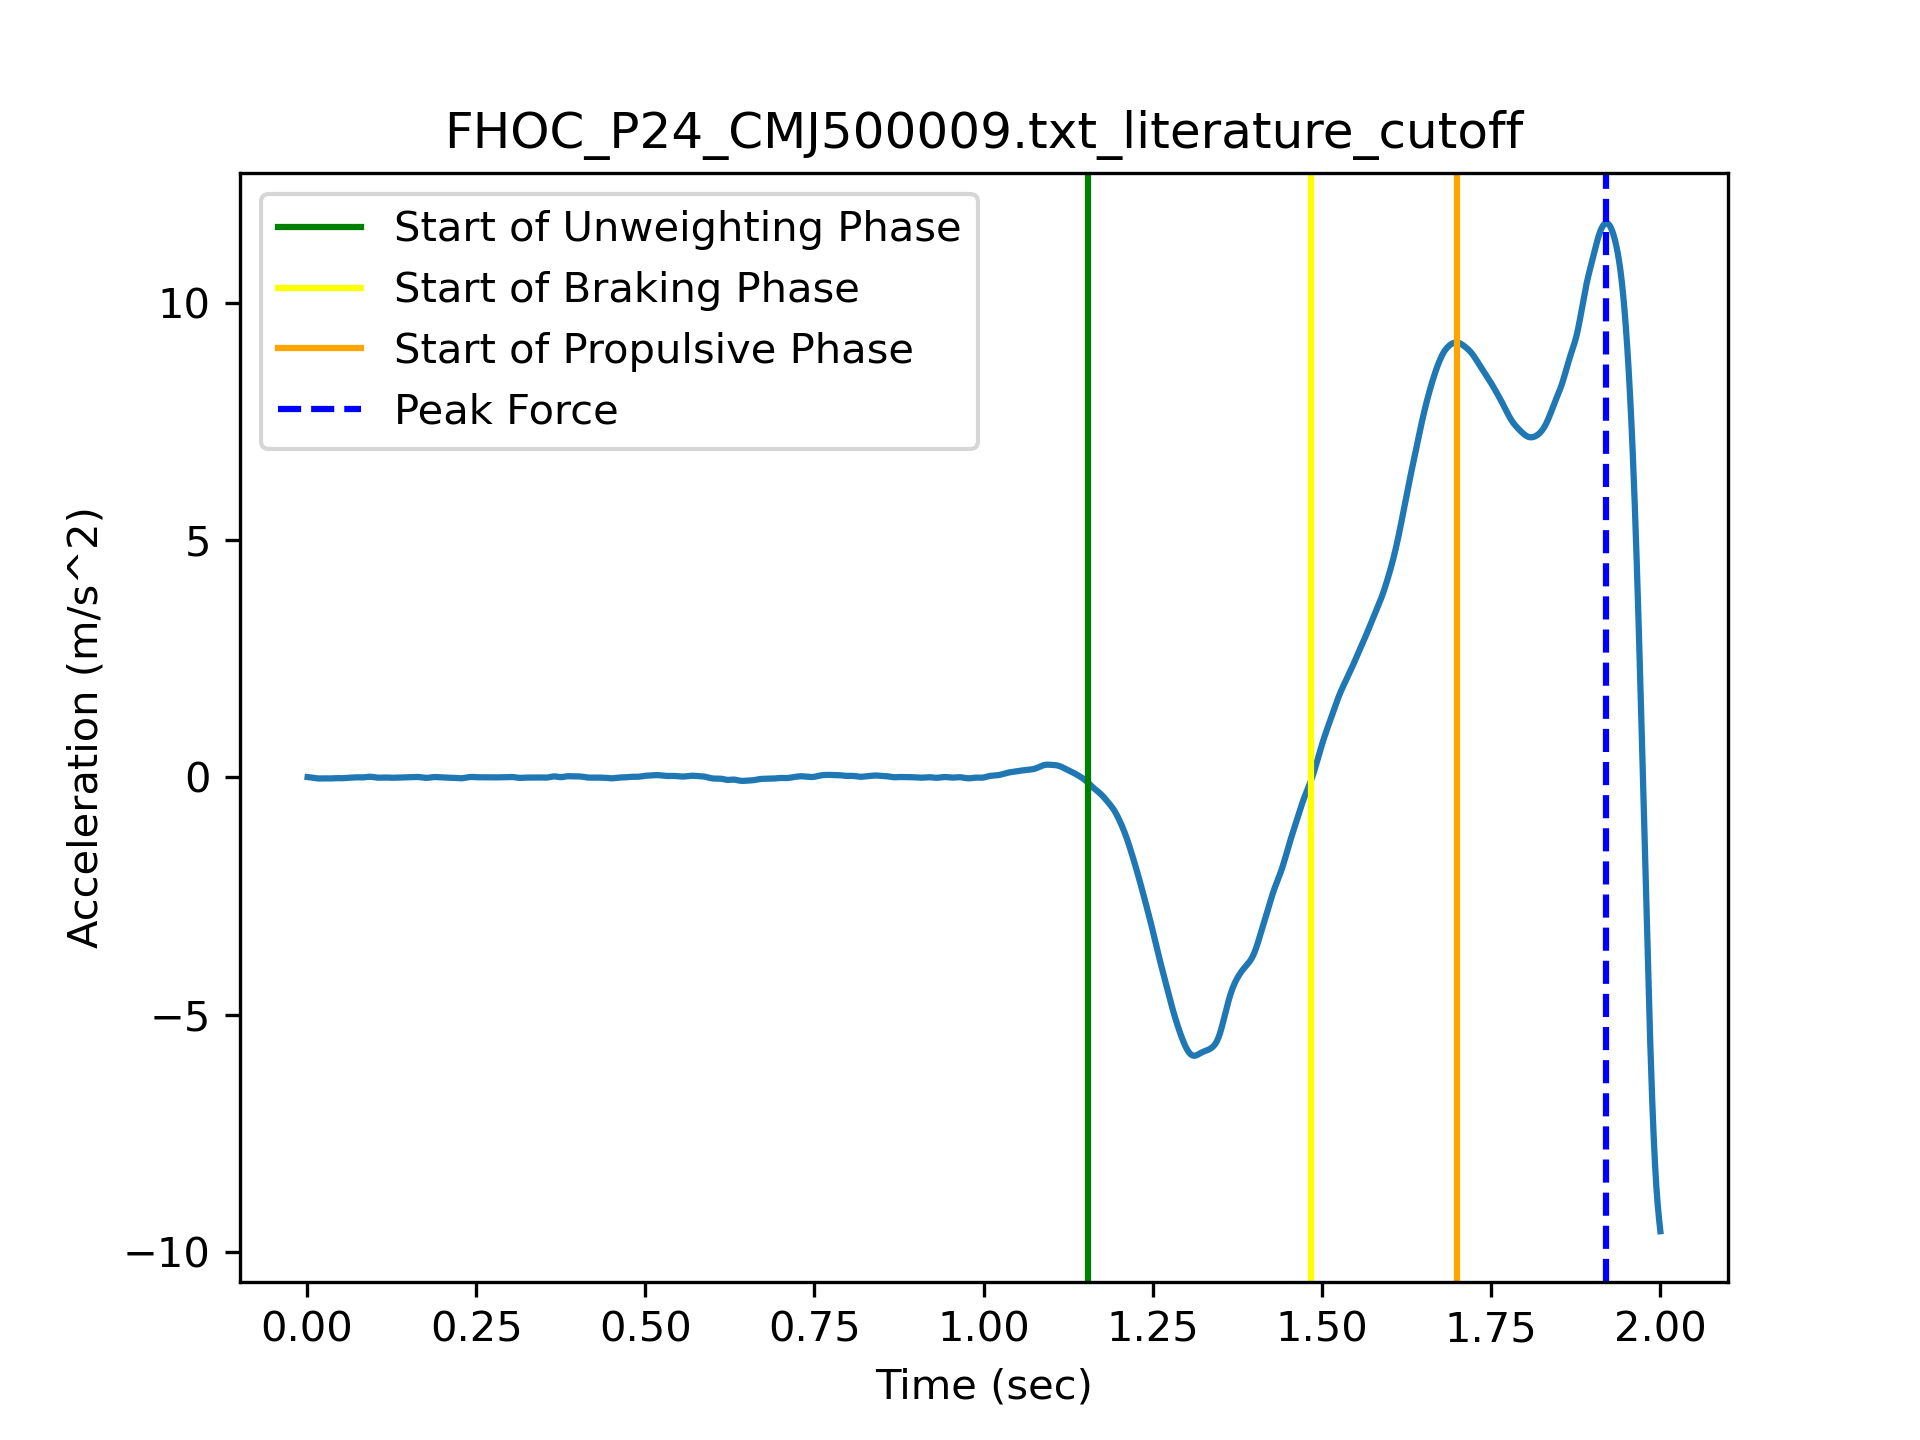 FHOC_P24_CMJ500009.txt_literature_cutoff
Start of Unweighting Phase
Start of Braking Phase
Start of Propulsive Phase
Peak Force
Acceleration (m/s^2)
10
5
0
−5
−10
0.00 0.25 0.50 0.75 1.00 1.25 1.50 1.75 2.00
Time (sec)